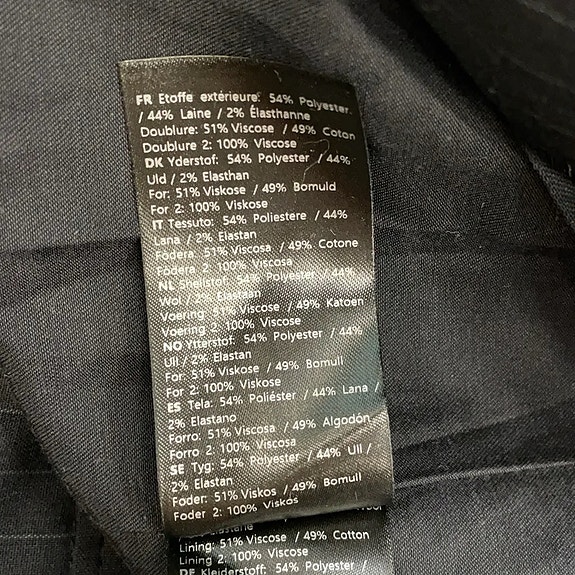 FR Etoffe extérieure: 54% Polyester
/ 44% Laine / 2% Élasthanne
Doublure: 51% Viscose / 49% Coton
Doublure 2: 100% Viscose
DK Yderstof: 54% Polyester / 44%
Uld / 2% Elasthan
For: 51% Viskose / 49% Bomuld
For 2: 100% Viskose
IT Tessuto: 54% Poliestere / 44%
Lana / 2% Elastan
Fodera: 51% Viscosa / 49% Cotone
Fodera 2: 100% Viscosa
NL Shellstof: 54% Polyester / 44%
Wol / 2% Elastaan
Voering: 51% Viscose / 49% Katoen
Voering 2: 100% Viscose
NO Ytterstof: 54% Polyester / 44%
Ull / 2% Elastan
For: 51% Viskose / 49% Bomull
For 2: 100% Viskose
ES Tela: 54% Poliéster / 44% Lana /
2% Elastano
Forro: 51% Viscosa / 49% Algodón
Forro 2: 100% Viscosa
SE Tyg: 54% Polyester / 44% Ull /
2% Elastan
Foder: 51% Viskos / 49% Bomull
Foder 2: 100% Viskos
Lining: 51% Viscose / 49% Cotton
Lining 2: 100% Viscose
DE Kleiderstoff: 54% Polyester /